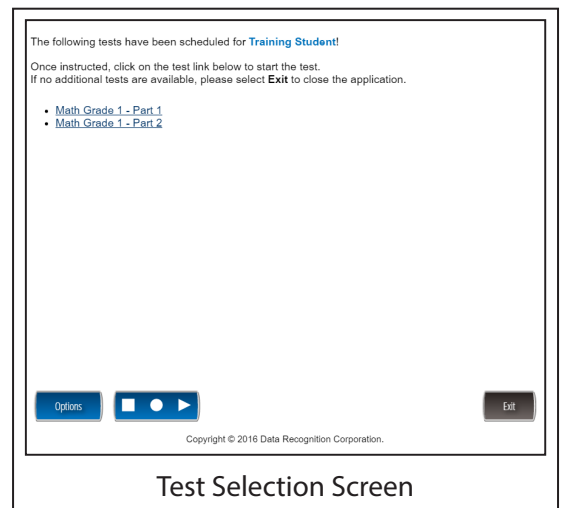 The following tests have been scheduled for Training Student!
Once instructed, click on the test link below to start the test.
If no additional tests are available, please select Exit to close the application.
• Math Grade 1 - Part 1
• Math Grade 1 - Part 2
Options
Exit
Copyright © 2016 Data Recognition Corporation.
Test Selection Screen